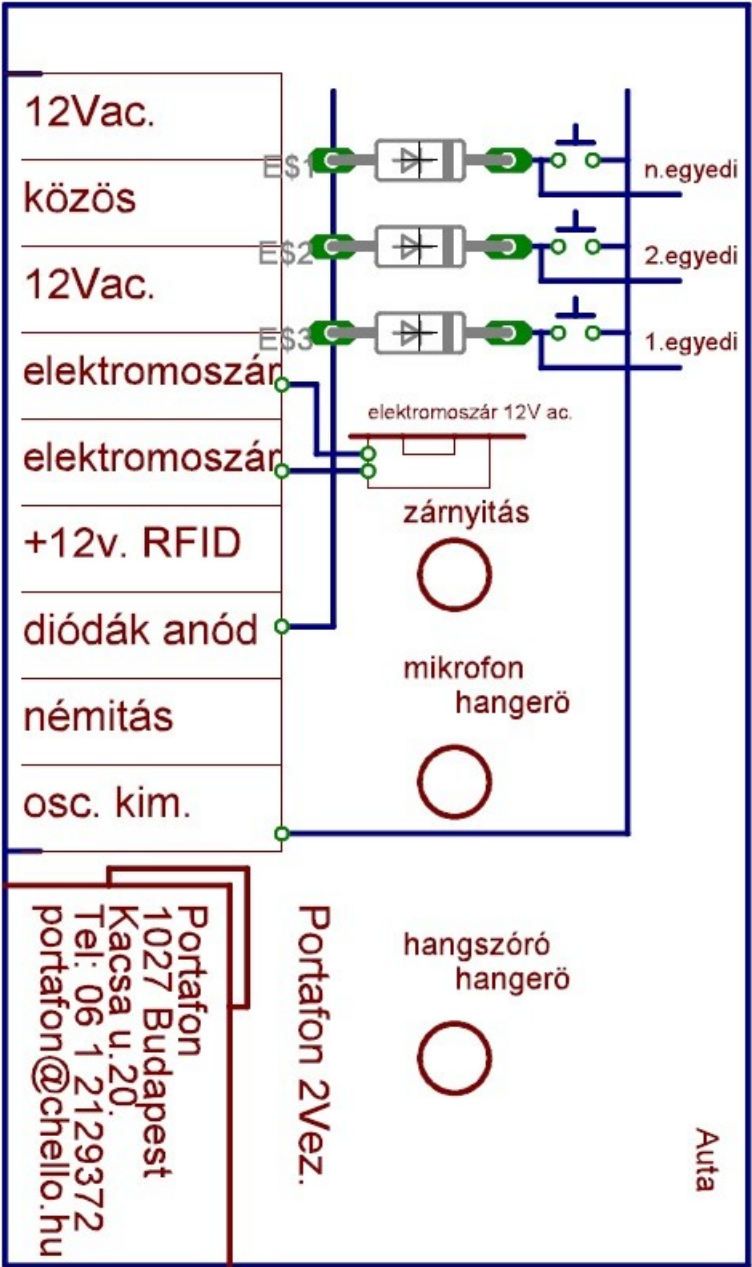 12Vac.
közös
12Vac.
elektromoszár
elektromoszár
+12v. RFID
diódák anód
némitás
osc. kim.
E$1
E$2
E$3
n.egyedi
2.egyedi
1.egyedi
elektromoszár 12V ac.
zárnyitás
mikrofon
hangerö
hangszóró
hangerö
Portafon 2Vez.
Portafon
1027 Budapest
Kacsa u.20.
Tel: 06 1 2129372
portafon@chello.hu
Auta